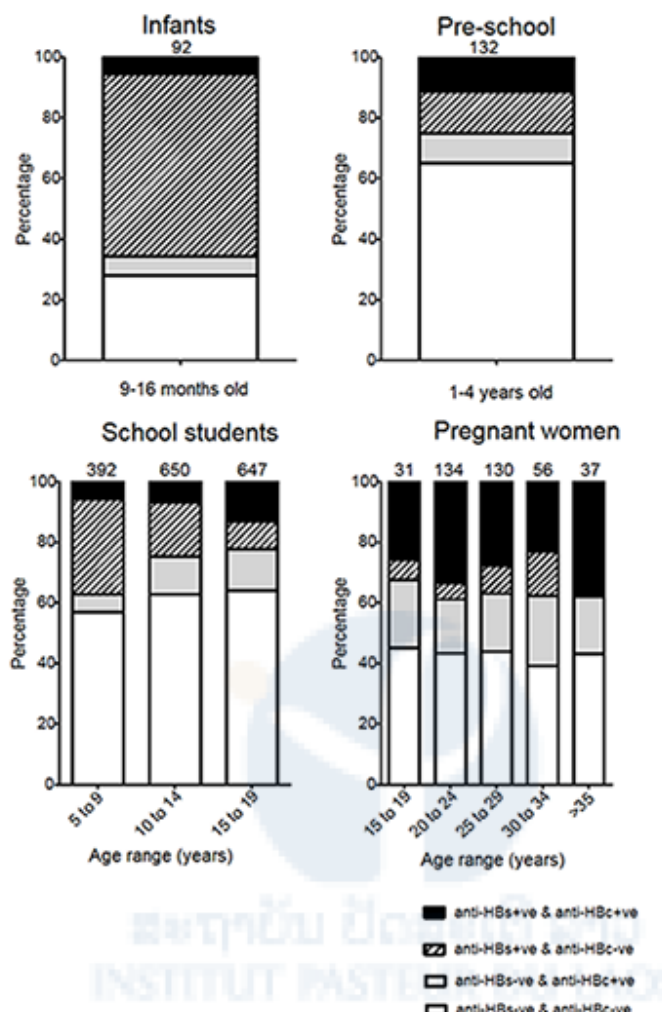 Infants
92
100
80
60
40
20
0
Percentage
9-16 months old
Pre-school
132
100
80
60
40
20
0
Percentage
1-4 years old
School students
392 650 647
100
80
60
40
20
0
Percentage
5 to 9 10 to 14 15 to 19
Age range (years)
Pregnant women
31 134 130 56 37
100
80
60
40
20
0
Percentage
15 to 19 20 to 24 25 to 29 30 to 34 >35
Age range (years)
anti-HBs+ve & anti-HBc+ve
anti-HBs+ve & anti-HBc-ve
anti-HBs-ve & anti-HBc+ve
anti-HBs-ve & anti-HBc-ve
INSTITUT PASTEUR DU LAOS